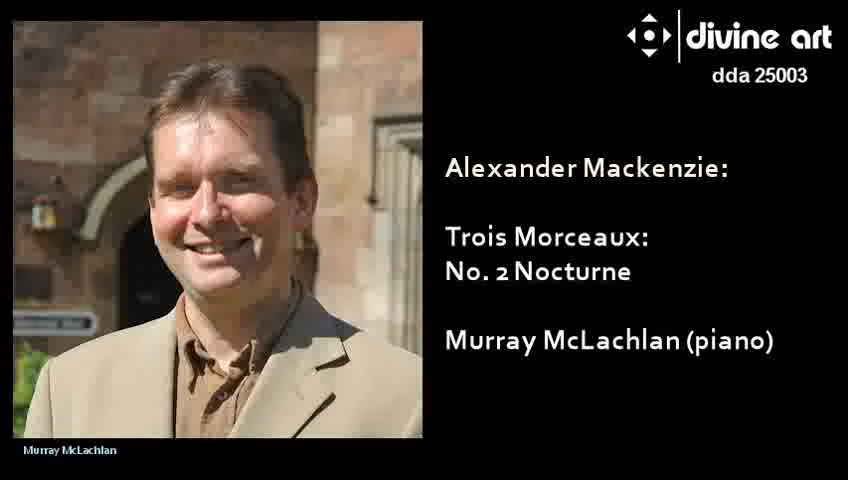 divine art
dda 25003
Alexander Mackenzie:
Trois Morceaux:
No. 2 Nocturne
Murray McLachlan (piano)
Murray McLachlan